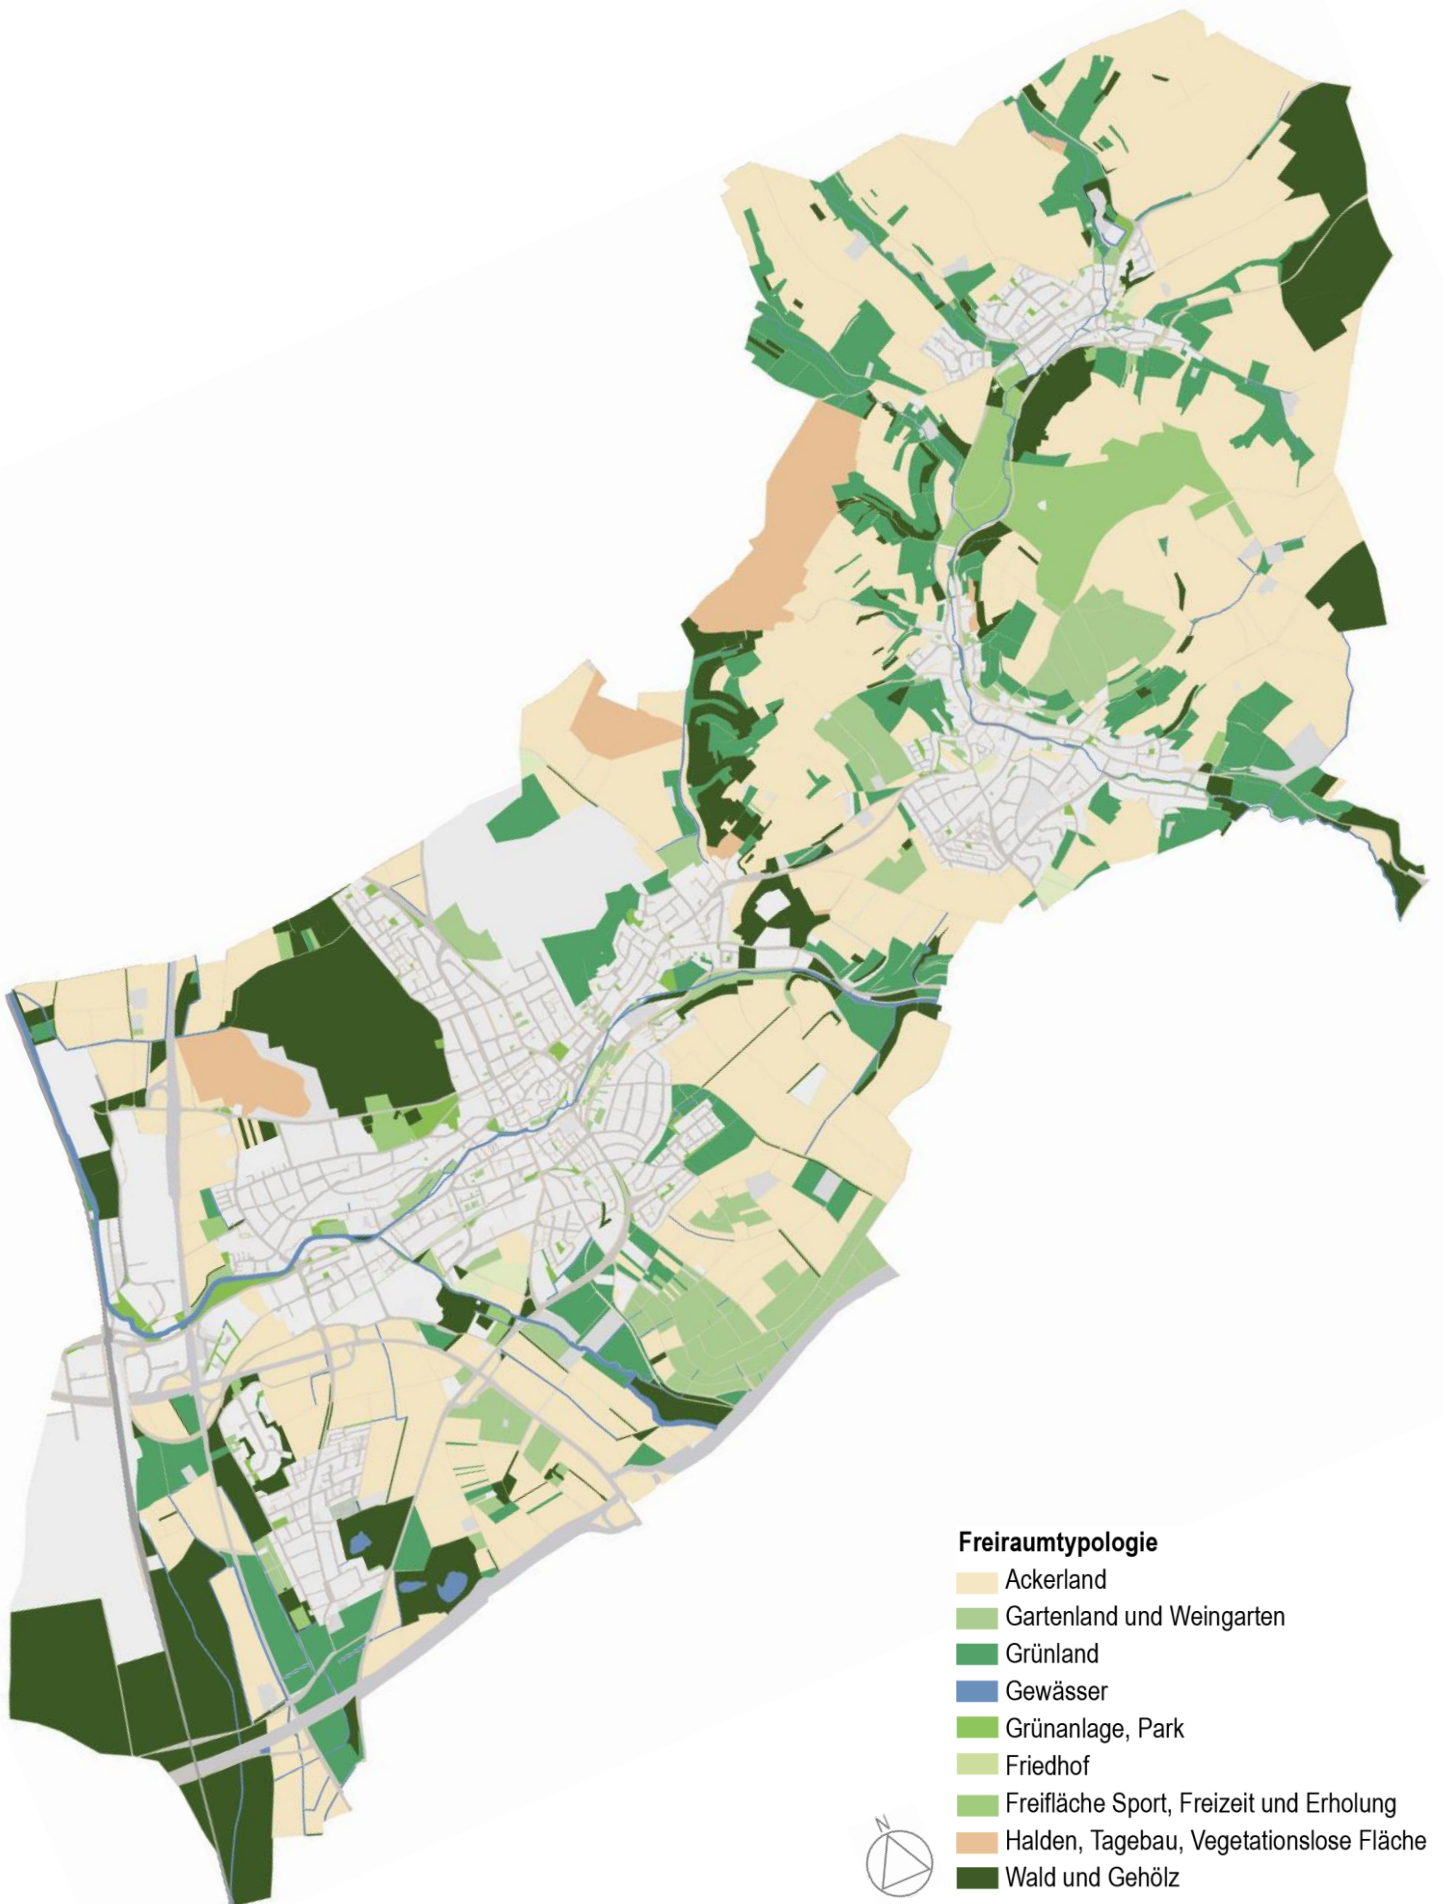 Freiraumtypologie
Ackerland
Gartenland und Weingarten
Grünland
Gewässer
Grünanlage, Park
Friedhof
Freifläche Sport, Freizeit und Erholung
Halden, Tagebau, Vegetationslose Fläche
Wald und Gehölz
N